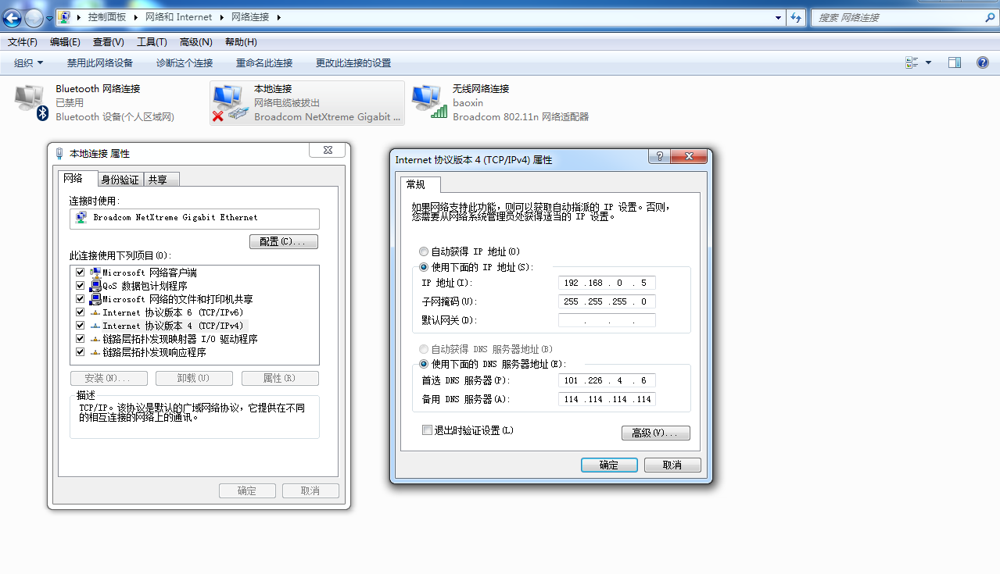 控制面板 网络和 Internet 网络连接
搜索 网络连接
文件(F) 编辑(E) 查看(V) 工具(T) 高级(N) 帮助(H)
组织 禁用此网络设备 诊断这个连接 重命名此连接 更改此连接的设置
Bluetooth 网络连接
已禁用
Bluetooth 设备(个人区域网)
本地连接
网络电缆被拔出
Broadcom NetXtreme Gigabit ...
无线网络连接
baoxin
Broadcom 802.11n 网络适配器
本地连接 属性
网络 身份验证 共享
连接时使用:
Broadcom NetXtreme Gigabit Ethernet
配置(C)...
此连接使用下列项目(O):
Microsoft 网络客户端
QoS 数据包计划程序
Microsoft 网络的文件和打印机共享
Internet 协议版本 6 (TCP/IPv6)
Internet 协议版本 4 (TCP/IPv4)
链路层拓扑发现映射器 I/O 驱动程序
链路层拓扑发现响应程序
安装(N)... 卸载(U) 属性(R)
描述
TCP/IP。该协议是默认的广域网络协议，它提供在不同
的相互连接的网络上的通讯。
确定 取消
Internet 协议版本 4 (TCP/IPv4) 属性
常规
如果网络支持此功能，则可以获取自动指派的 IP 设置。否则，
您需要从网络系统管理员处获得适当的 IP 设置。
自动获得 IP 地址(O)
使用下面的 IP 地址(S):
IP 地址(I): 192 .168 . 0 . 5
子网掩码(U): 255 .255 .255 . 0
默认网关(D): . . .
自动获得 DNS 服务器地址(B)
使用下面的 DNS 服务器地址(E):
首选 DNS 服务器(P): 101 .226 . 4 . 6
备用 DNS 服务器(A): 114 .114 .114 .114
退出时验证设置(L)
高级(V)...
确定 取消